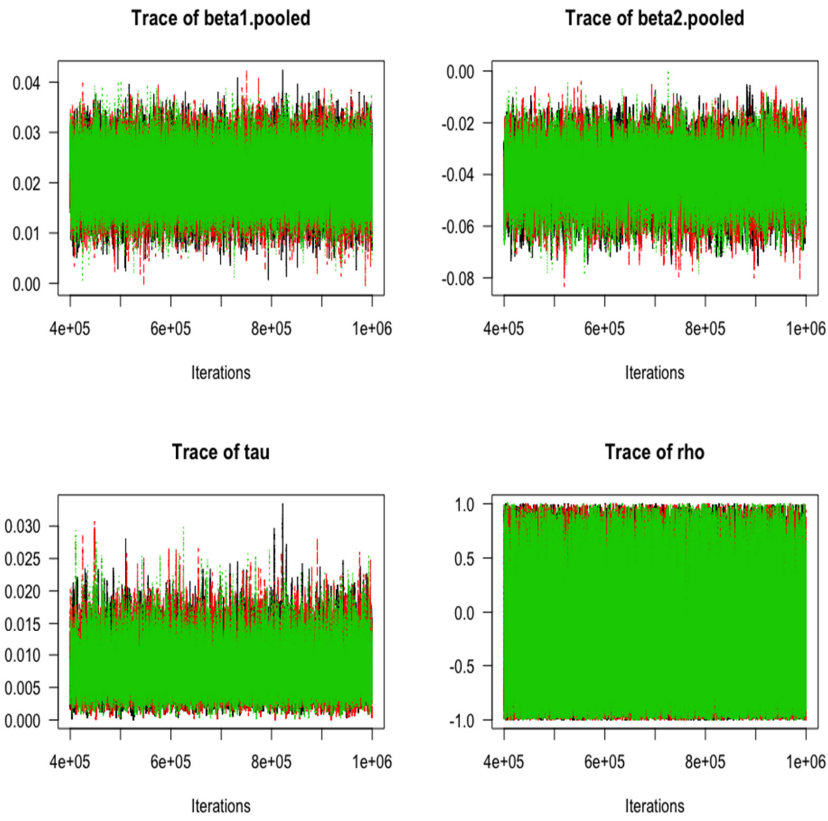 Trace of beta1.pooled
0.04
0.03
0.02
0.01
0.00
4e+05 6e+05 8e+05 1e+06
Iterations
Trace of beta2.pooled
0.00
-0.02
-0.04
-0.06
-0.08
4e+05 6e+05 8e+05 1e+06
Iterations
Trace of tau
0.030
0.025
0.020
0.015
0.010
0.005
0.000
4e+05 6e+05 8e+05 1e+06
Iterations
Trace of rho
1.0
0.5
0.0
-0.5
-1.0
4e+05 6e+05 8e+05 1e+06
Iterations